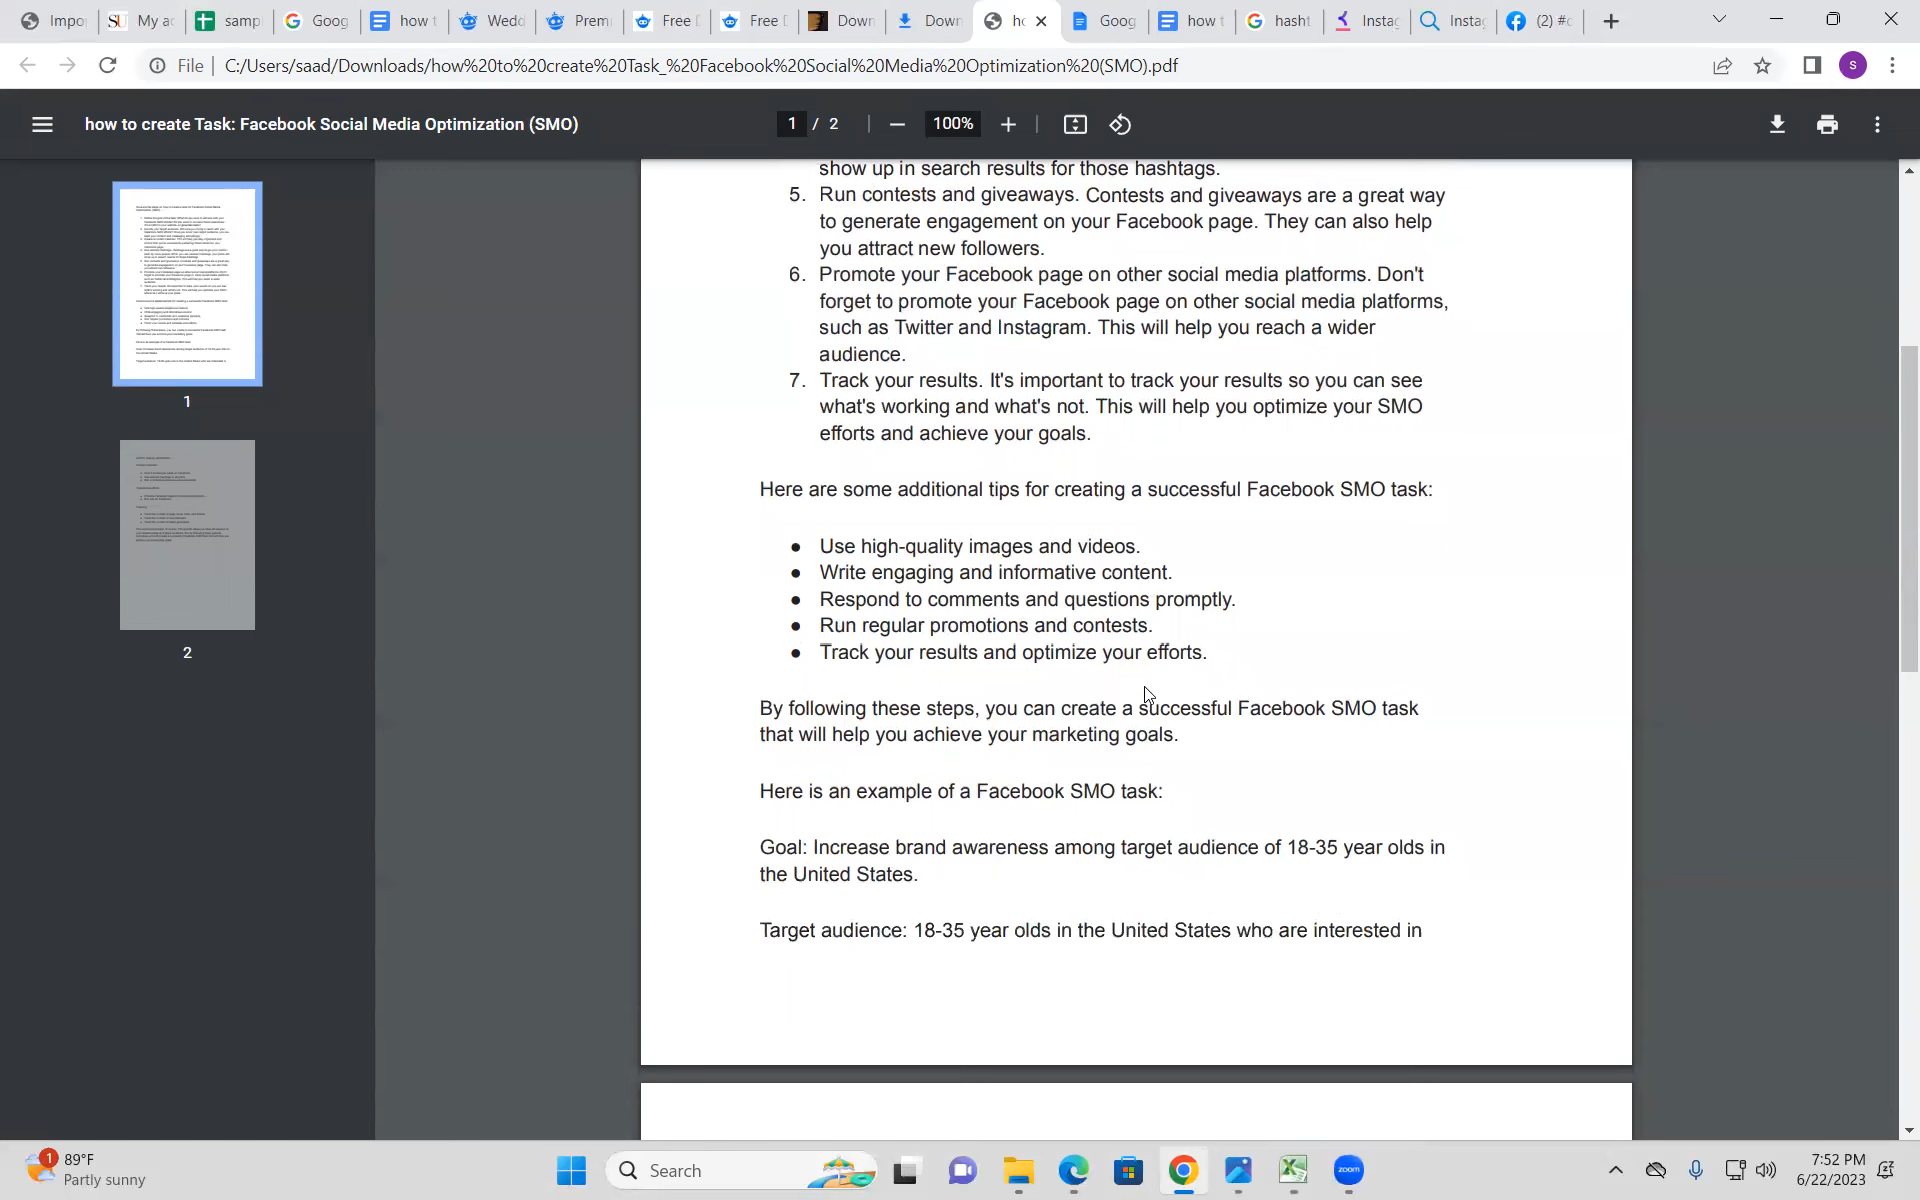 Impo
SU My ac
samp
Goog
how t
Wedd
Premi
Free D
Free D
Down
Down
ho
Goog
how t
hasht
Instag
Insta
(2) #c
File
C:/Users/saad/Downloads/how%20to%20create%20Task_%20Facebook%20Social%20Media%20Optimization%20(SMO).pdf
s
how to create Task: Facebook Social Media Optimization (SMO)
1 / 2
100%
1
2
show up in search results for those hashtags.
5. Run contests and giveaways. Contests and giveaways are a great way
to generate engagement on your Facebook page. They can also help
you attract new followers.
6. Promote your Facebook page on other social media platforms. Don't
forget to promote your Facebook page on other social media platforms,
such as Twitter and Instagram. This will help you reach a wider
audience.
7. Track your results. It's important to track your results so you can see
what's working and what's not. This will help you optimize your SMO
efforts and achieve your goals.
Here are some additional tips for creating a successful Facebook SMO task:
● Use high-quality images and videos.
● Write engaging and informative content.
● Respond to comments and questions promptly.
● Run regular promotions and contests.
● Track your results and optimize your efforts.
By following these steps, you can create a successful Facebook SMO task
that will help you achieve your marketing goals.
Here is an example of a Facebook SMO task:
Goal: Increase brand awareness among target audience of 18-35 year olds in
the United States.
Target audience: 18-35 year olds in the United States who are interested in
1
89°F
Partly sunny
Search
zoom
7:52 PM
6/22/2023